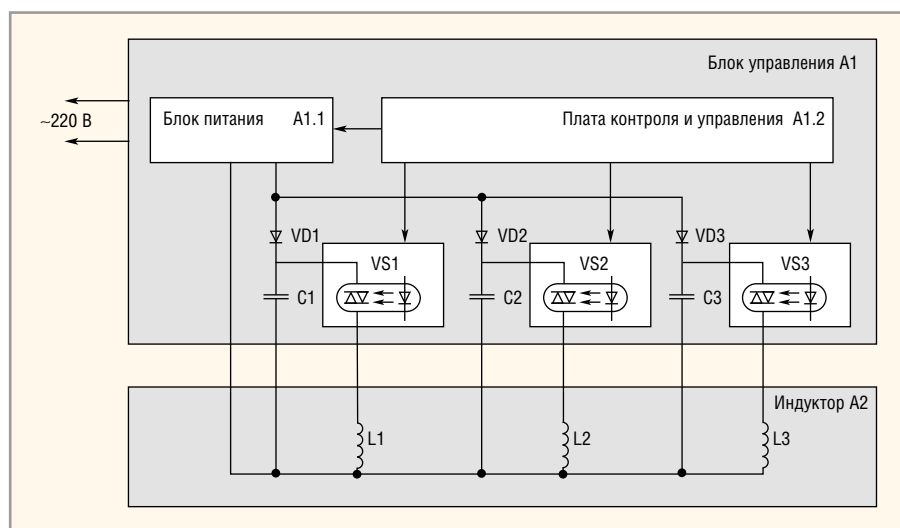 Блок управления А1
~220 В
Блок питания А1.1
Плата контроля и управления А1.2
VD1
VD2
VD3
VS1
VS2
VS3
C1
C2
C3
Индуктор А2
L1
L2
L3